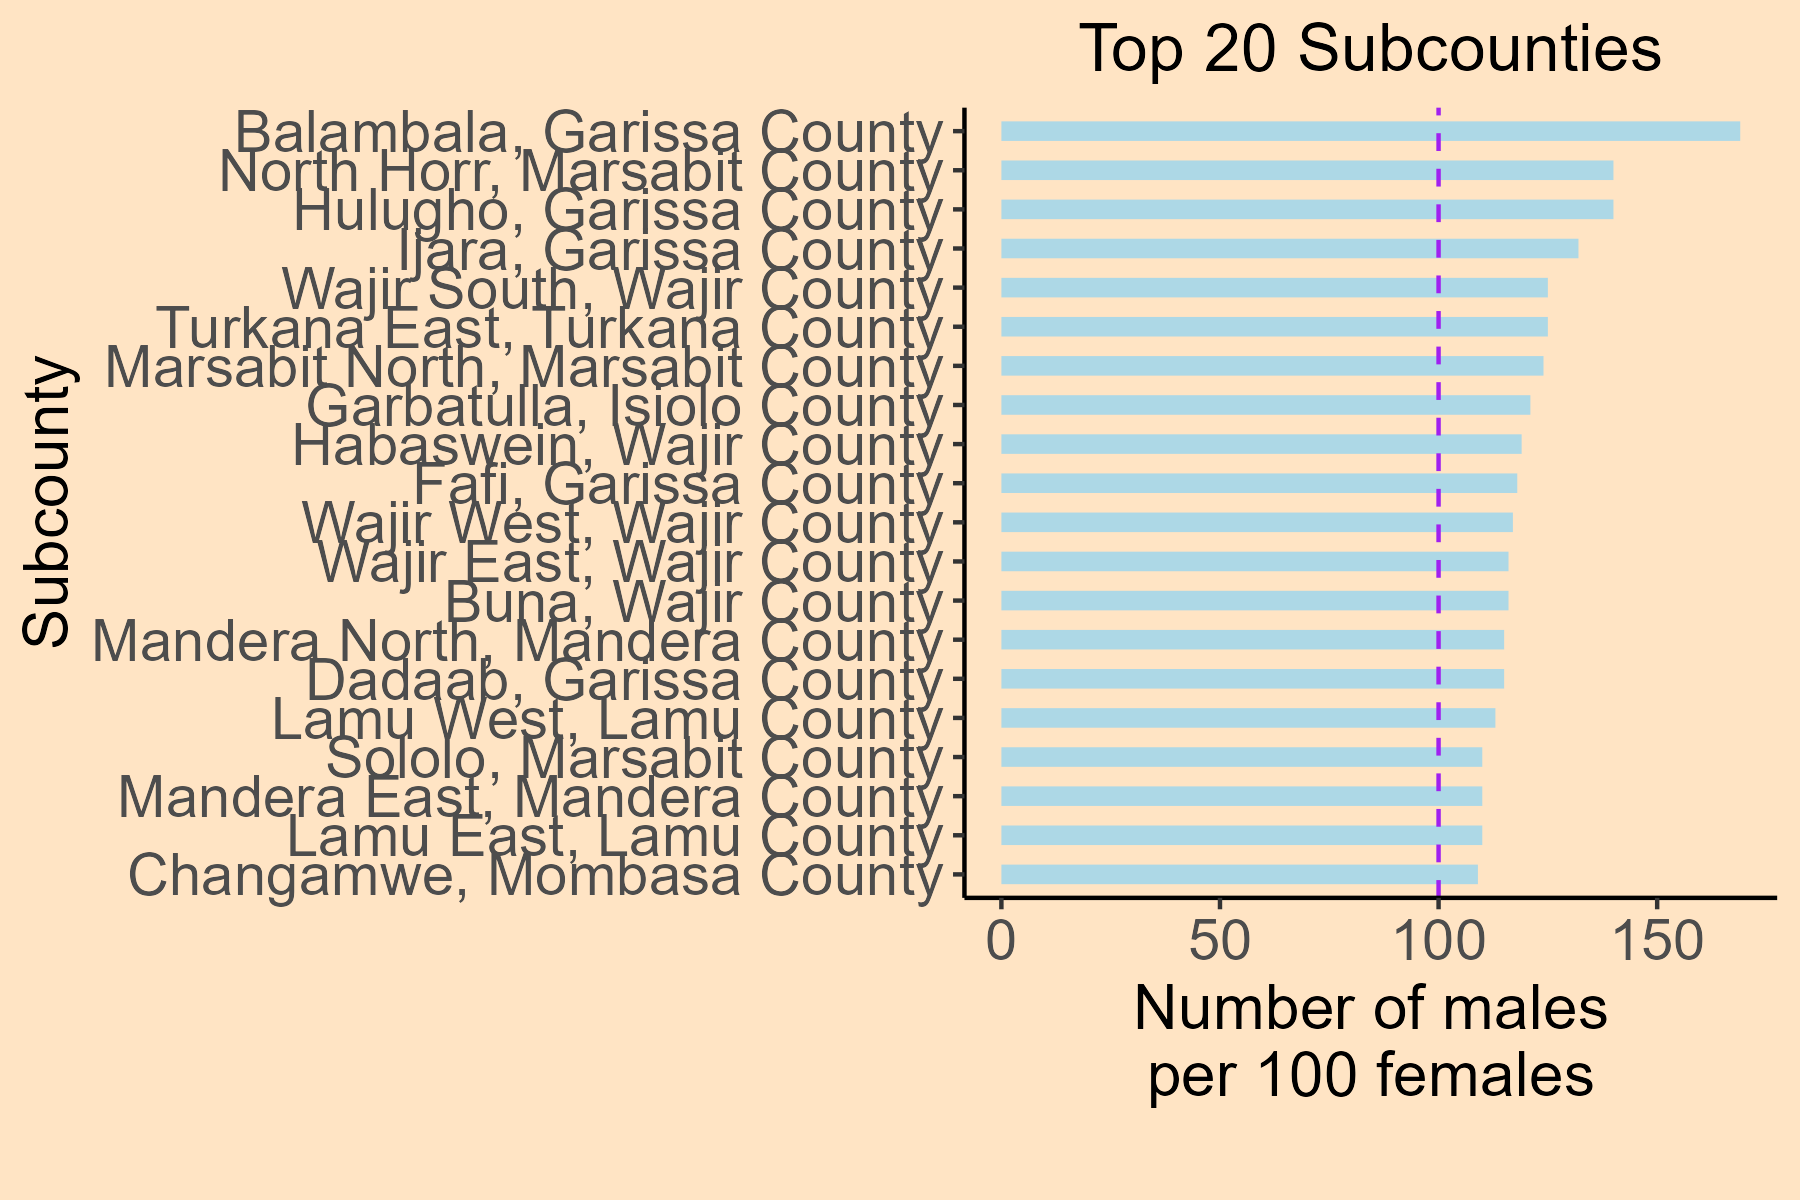 Top 20 Subcounties
Subcounty
Balambala, Garissa County
North Horr, Marsabit County
Hulugho, Garissa County
Ijara, Garissa County
Wajir South, Wajir County
Turkana East, Turkana County
Marsabit North, Marsabit County
Garbatulla, Isiolo County
Habaswein, Wajir County
Fafi, Garissa County
Wajir West, Wajir County
Wajir East, Wajir County
Buna, Wajir County
Mandera North, Mandera County
Dadaab, Garissa County
Lamu West, Lamu County
Sololo, Marsabit County
Mandera East, Mandera County
Lamu East, Lamu County
Changamwe, Mombasa County
0 50 100 150
Number of males
per 100 females